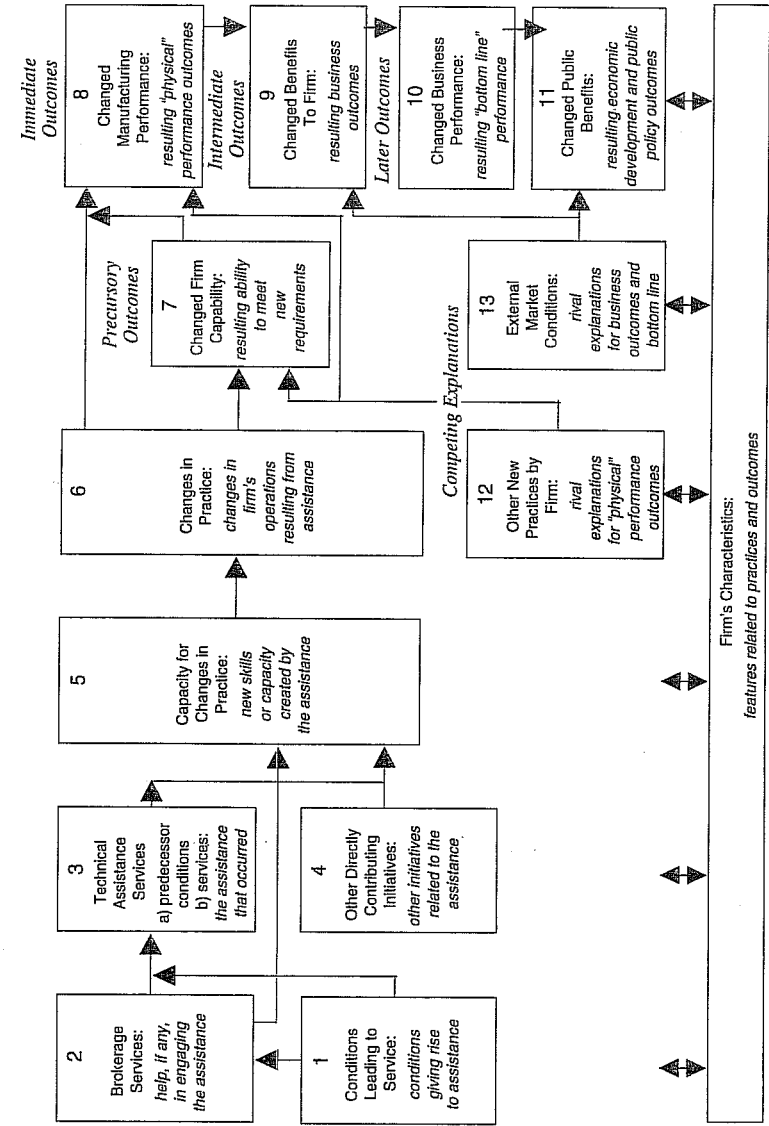 2
Brokerage
Services:
help, if any,
in engaging
the assistance
1
Conditions
Leading to
Service:
conditions
giving rise
to assistance
3
Technical
Assistance
Services
a) predecessor
conditions
b) services:
the assistance
that occurred
4
Other Directly
Contributing
Initiatives:
other initiatives
related to the
assistance
5
Capacity for
Changes in
Practice:
new skills
or capacity
created by
the assistance
6
Changes in
Practice:
changes in
firm's
operations
resulting from
assistance
Precursory
Outcomes
7
Changed Firm
Capability:
resulting ability
to meet
new
requirements
Competing Explanations
12
Other New
Practices by
Firm:
rival
explanations
for "physical"
performance
outcomes
13
External
Market
Conditions:
rival
explanations
for business
outcomes and
bottom line
Immediate
Outcomes
8
Changed
Manufacturing
Performance:
resulting "physical"
performance outcomes
Intermediate
Outcomes
9
Changed Benefits
To Firm:
resulting business
outcomes
Later Outcomes
10
Changed Business
Performance:
resulting "bottom line"
performance
11
Changed Public
Benefits:
resulting economic
development and public
policy outcomes
Firm's Characteristics:
features related to practices and outcomes